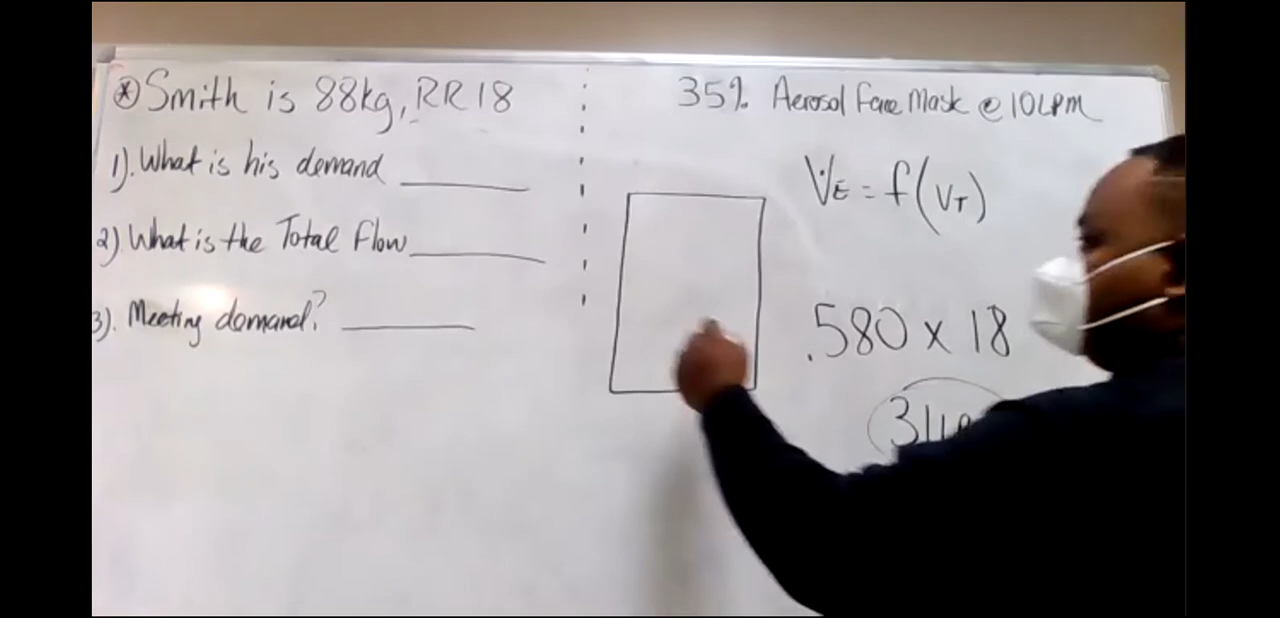 * Smith is 88kg, RR18
1). What is his demand
2) What is the Total Flow
3). Meeting demand?
35% Aerosol Face Mask @ 10LPM
V̇E = f(VT)
.580 x 18